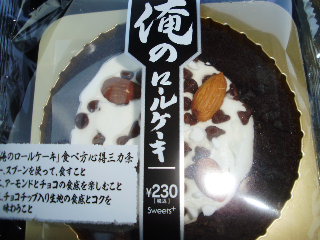 俺のロールケーキ
¥230
[税込]
Sweets+
俺のロールケーキ」食べ方心得三カ条
一、スプーンを使って、食すこと
一、アーモンドとチョコの食感を楽しむこと
一、チョコチップ入り生地の食感とコクを
味わうこと